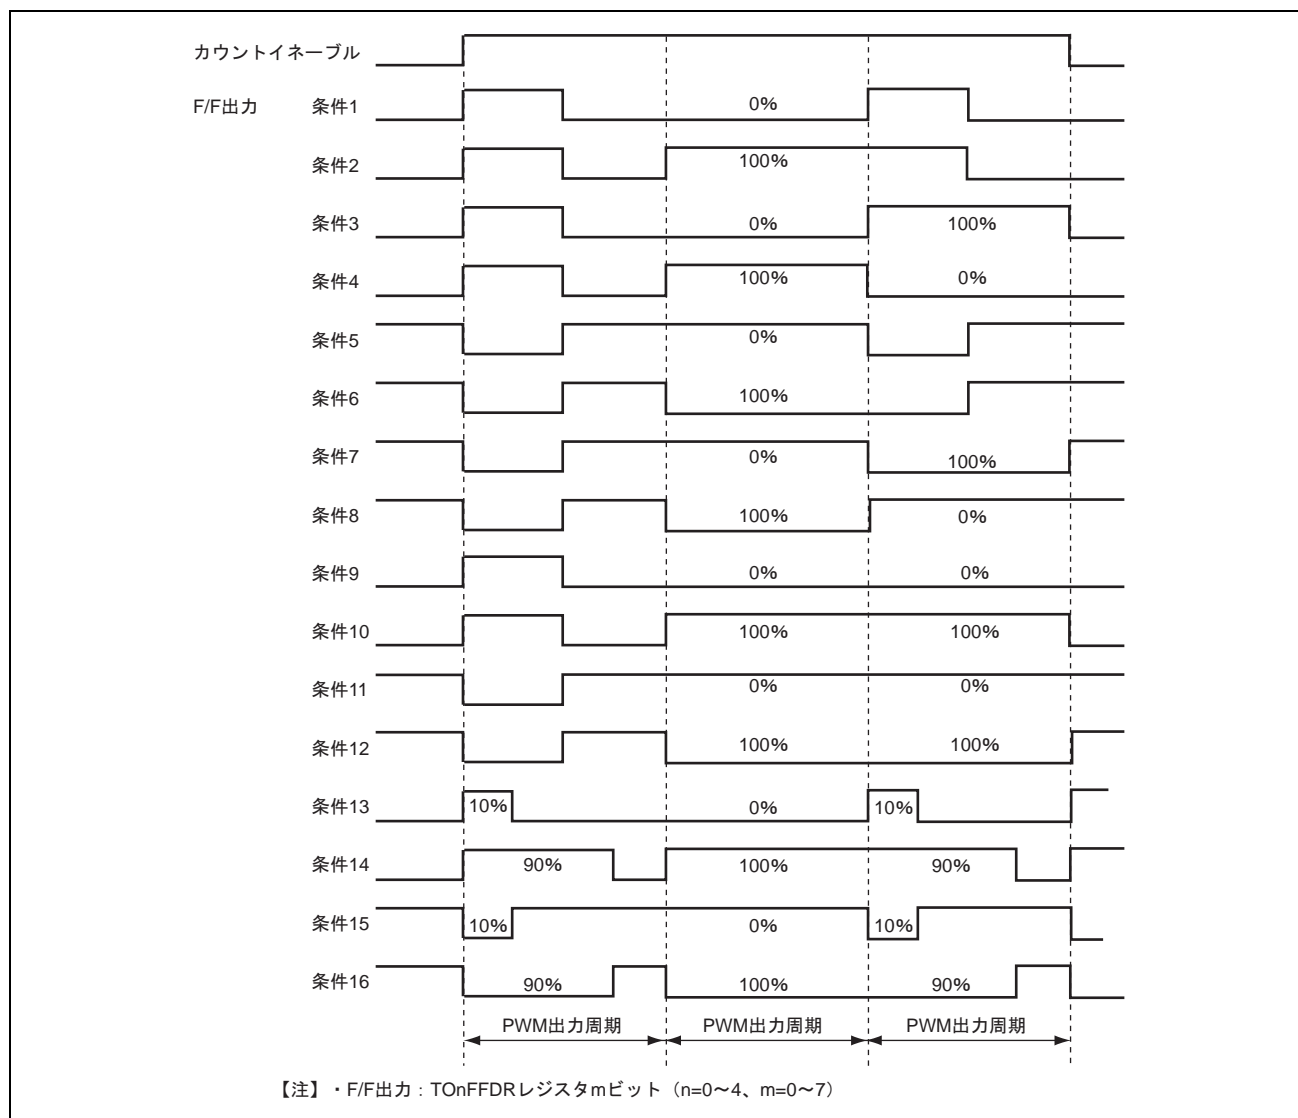 カウントイネーブル
F/F出力 条件1 0%
条件2 100%
条件3 0% 100%
条件4 100% 0%
条件5 0%
条件6 100%
条件7 0% 100%
条件8 100% 0%
条件9 0% 0%
条件10 100% 100%
条件11 0% 0%
条件12 100% 100%
条件13 10% 0% 10%
条件14 90% 100% 90%
条件15 10% 0% 10%
条件16 90% 100% 90%
PWM出力周期 PWM出力周期 PWM出力周期
【注】・F/F出力：TOnFFDRレジスタmビット（n=0〜4、m=0〜7）